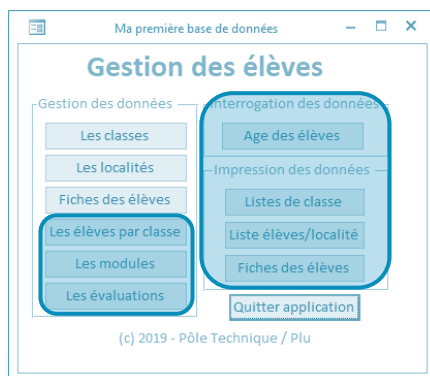 Ma première base de données
Gestion des élèves
Gestion des données
Les classes
Les localités
Fiches des élèves
Les élèves par classe
Les modules
Les évaluations
Interrogation des données
Age des élèves
Impression des données
Listes de classe
Liste élèves/localité
Fiches des élèves
Quitter application
(c) 2019 - Pôle Technique / Plu